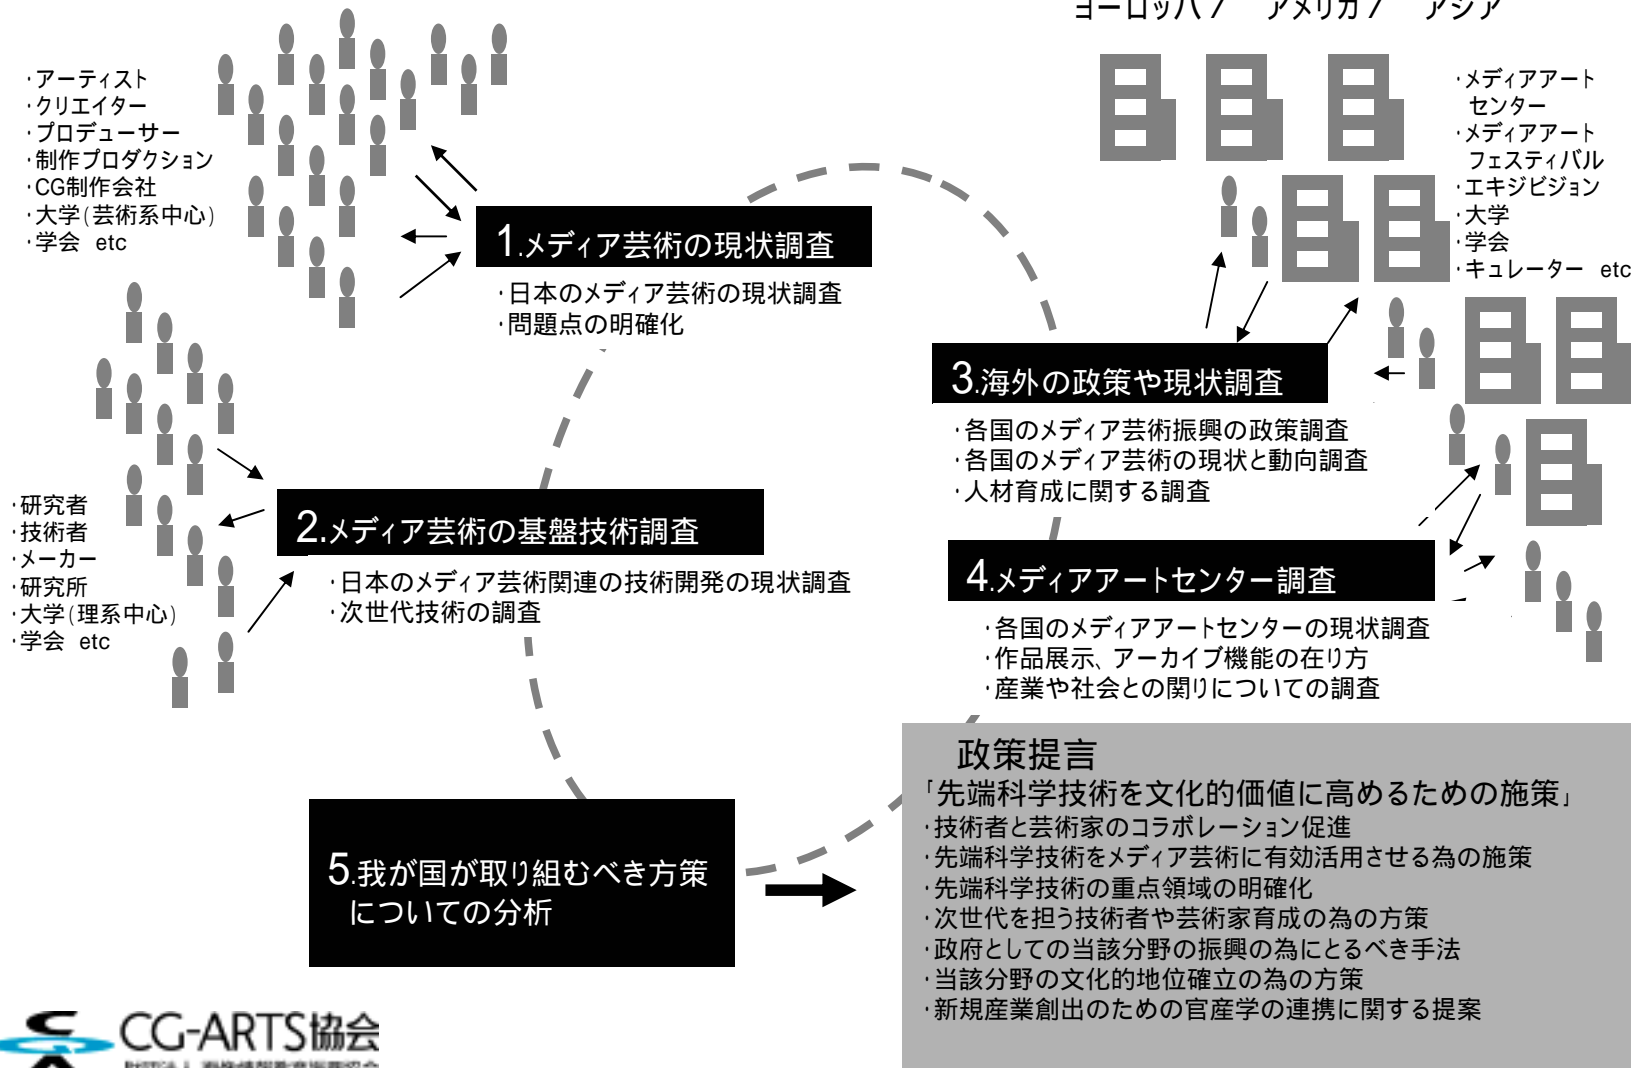 ヨーロッパ / アメリカ / アジア
・アーティスト
・クリエイター
・プロデューサー
・制作プロダクション
・CG制作会社
・大学(芸術系中心)
・学会 etc
・メディアアート
センター
・メディアアート
フェスティバル
・エキジビジョン
・大学
・学会
・キュレーター etc
1.メディア芸術の現状調査
・日本のメディア芸術の現状調査
・問題点の明確化
3.海外の政策や現状調査
・各国のメディア芸術振興の政策調査
・各国のメディア芸術の現状と動向調査
・人材育成に関する調査
・研究者
・技術者
・メーカー
・研究所
・大学(理系中心)
・学会 etc
2.メディア芸術の基盤技術調査
・日本のメディア芸術関連の技術開発の現状調査
・次世代技術の調査
4.メディアアートセンター調査
・各国のメディアアートセンターの現状調査
・作品展示、アーカイブ機能の在り方
・産業や社会との関りについての調査
5.我が国が取り組むべき方策
についての分析
政策提言
「先端科学技術を文化的価値に高めるための施策」
・技術者と芸術家のコラボレーション促進
・先端科学技術をメディア芸術に有効活用させる為の施策
・先端科学技術の重点領域の明確化
・次世代を担う技術者や芸術家育成の為の方策
・政府としての当該分野の振興の為にとるべき手法
・当該分野の文化的地位確立の為の方策
・新規産業創出のための官産学の連携に関する提案
CG-ARTS協会